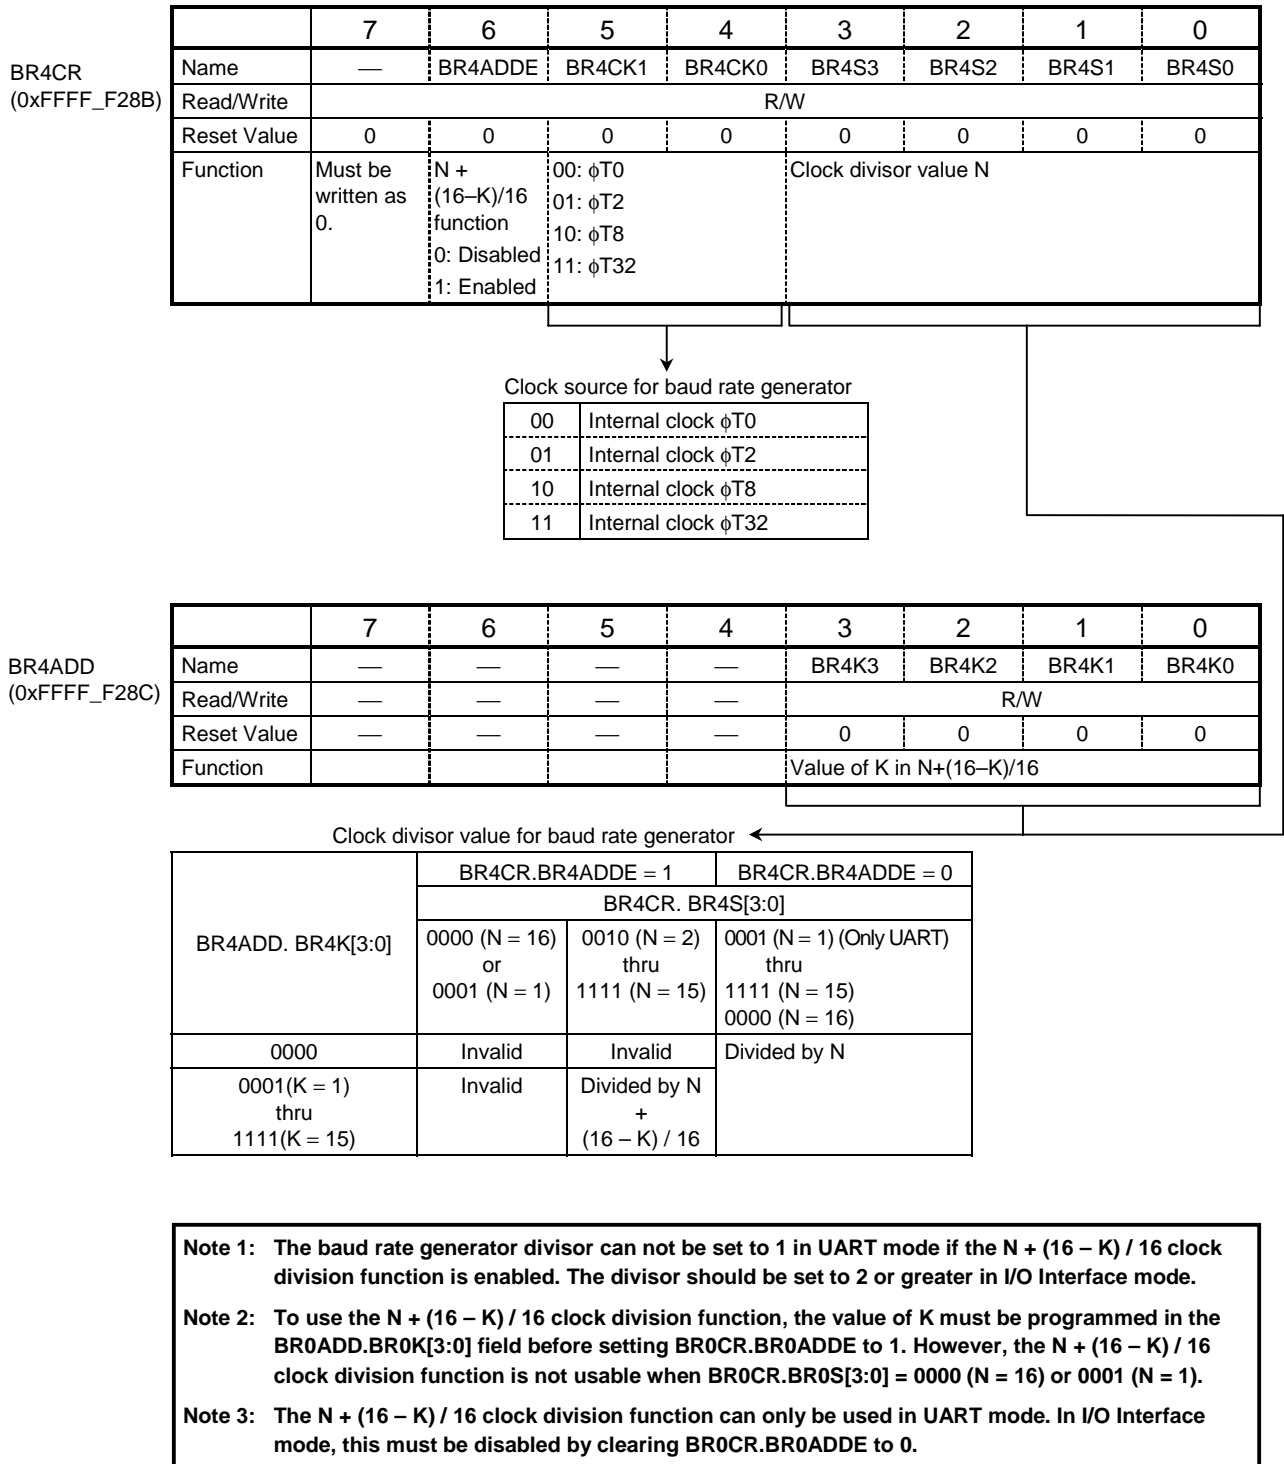 7 6 5 4 3 2 1 0
BR4CR
(0xFFFF_F28B)
Name — BR4ADDE BR4CK1 BR4CK0 BR4S3 BR4S2 BR4S1 BR4S0
Read/Write R/W
Reset Value 0 0 0 0 0 0 0 0
Function
Must be
written as
0.
N +
(16–K)/16
function
0: Disabled
1: Enabled
00: ϕT0
01: ϕT2
10: ϕT8
11: ϕT32
Clock divisor value N
Clock source for baud rate generator
00 Internal clock ϕT0
01 Internal clock ϕT2
10 Internal clock ϕT8
11 Internal clock ϕT32
7 6 5 4 3 2 1 0
BR4ADD
(0xFFFF_F28C)
Name — — — — BR4K3 BR4K2 BR4K1 BR4K0
Read/Write — — — — R/W
Reset Value — — — — 0 0 0 0
Function Value of K in N+(16–K)/16
Clock divisor value for baud rate generator
BR4ADD. BR4K[3:0]
BR4CR.BR4ADDE = 1 BR4CR.BR4ADDE = 0
BR4CR. BR4S[3:0]
0000 (N = 16)
or
0001 (N = 1)
0010 (N = 2)
thru
1111 (N = 15)
0001 (N = 1) (Only UART)
thru
1111 (N = 15)
0000 (N = 16)
0000 Invalid Invalid Divided by N
0001(K = 1)
thru
1111(K = 15)
Invalid
Divided by N
+
(16 – K) / 16
Note 1: The baud rate generator divisor can not be set to 1 in UART mode if the N + (16 – K) / 16 clock
division function is enabled. The divisor should be set to 2 or greater in I/O Interface mode.
Note 2: To use the N + (16 – K) / 16 clock division function, the value of K must be programmed in the
BR0ADD.BR0K[3:0] field before setting BR0CR.BR0ADDE to 1. However, the N + (16 – K) / 16
clock division function is not usable when BR0CR.BR0S[3:0] = 0000 (N = 16) or 0001 (N = 1).
Note 3: The N + (16 – K) / 16 clock division function can only be used in UART mode. In I/O Interface
mode, this must be disabled by clearing BR0CR.BR0ADDE to 0.